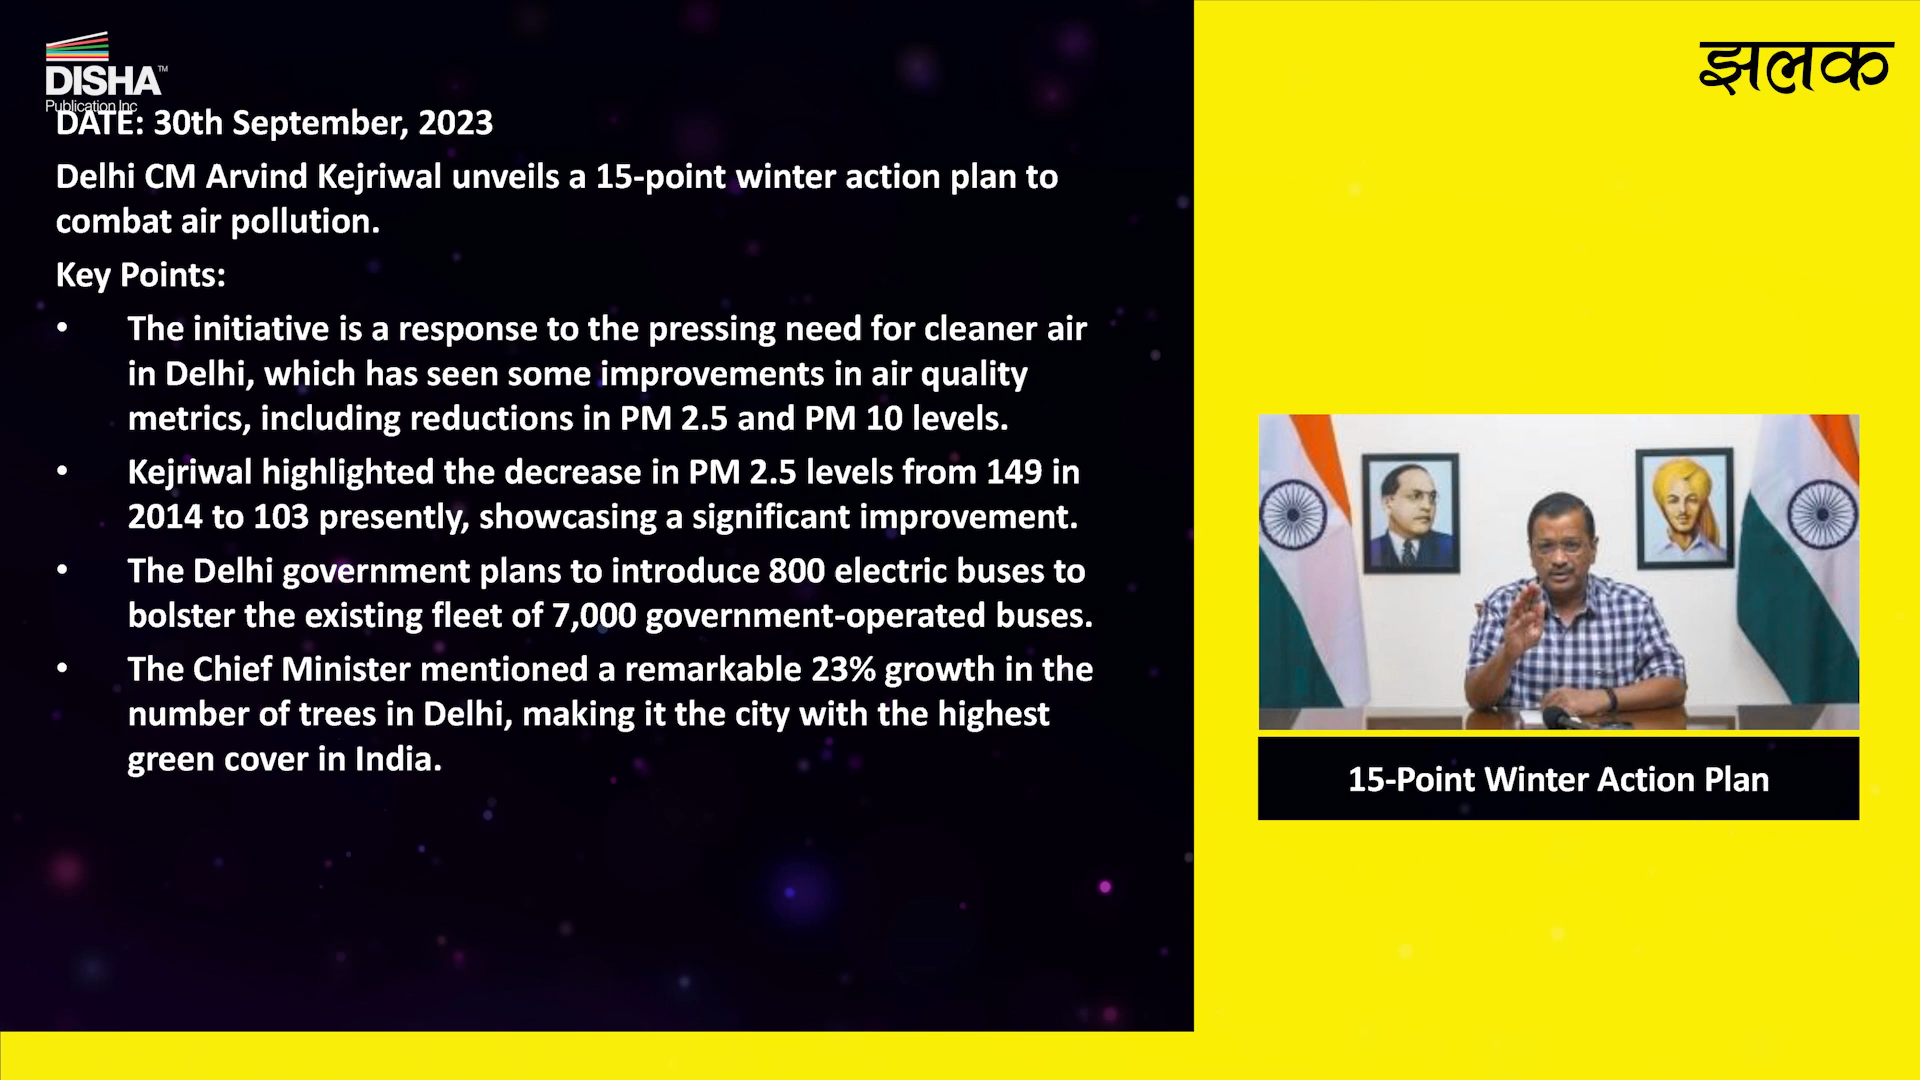 DISHA™
Publication Inc
झलक
DATE: 30th September, 2023
Delhi CM Arvind Kejriwal unveils a 15-point winter action plan to
combat air pollution.
Key Points:
• The initiative is a response to the pressing need for cleaner air
in Delhi, which has seen some improvements in air quality
metrics, including reductions in PM 2.5 and PM 10 levels.
• Kejriwal highlighted the decrease in PM 2.5 levels from 149 in
2014 to 103 presently, showcasing a significant improvement.
• The Delhi government plans to introduce 800 electric buses to
bolster the existing fleet of 7,000 government-operated buses.
• The Chief Minister mentioned a remarkable 23% growth in the
number of trees in Delhi, making it the city with the highest
green cover in India.
15-Point Winter Action Plan